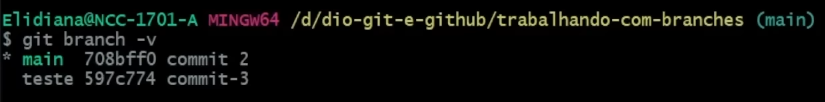 Elidiana@NCC-1701-A MINGW64 /d/dio-git-e-github/trabalhando-com-branches (main)
$ git branch -v
* main  708bff0 commit 2
  teste 597c774 commit-3